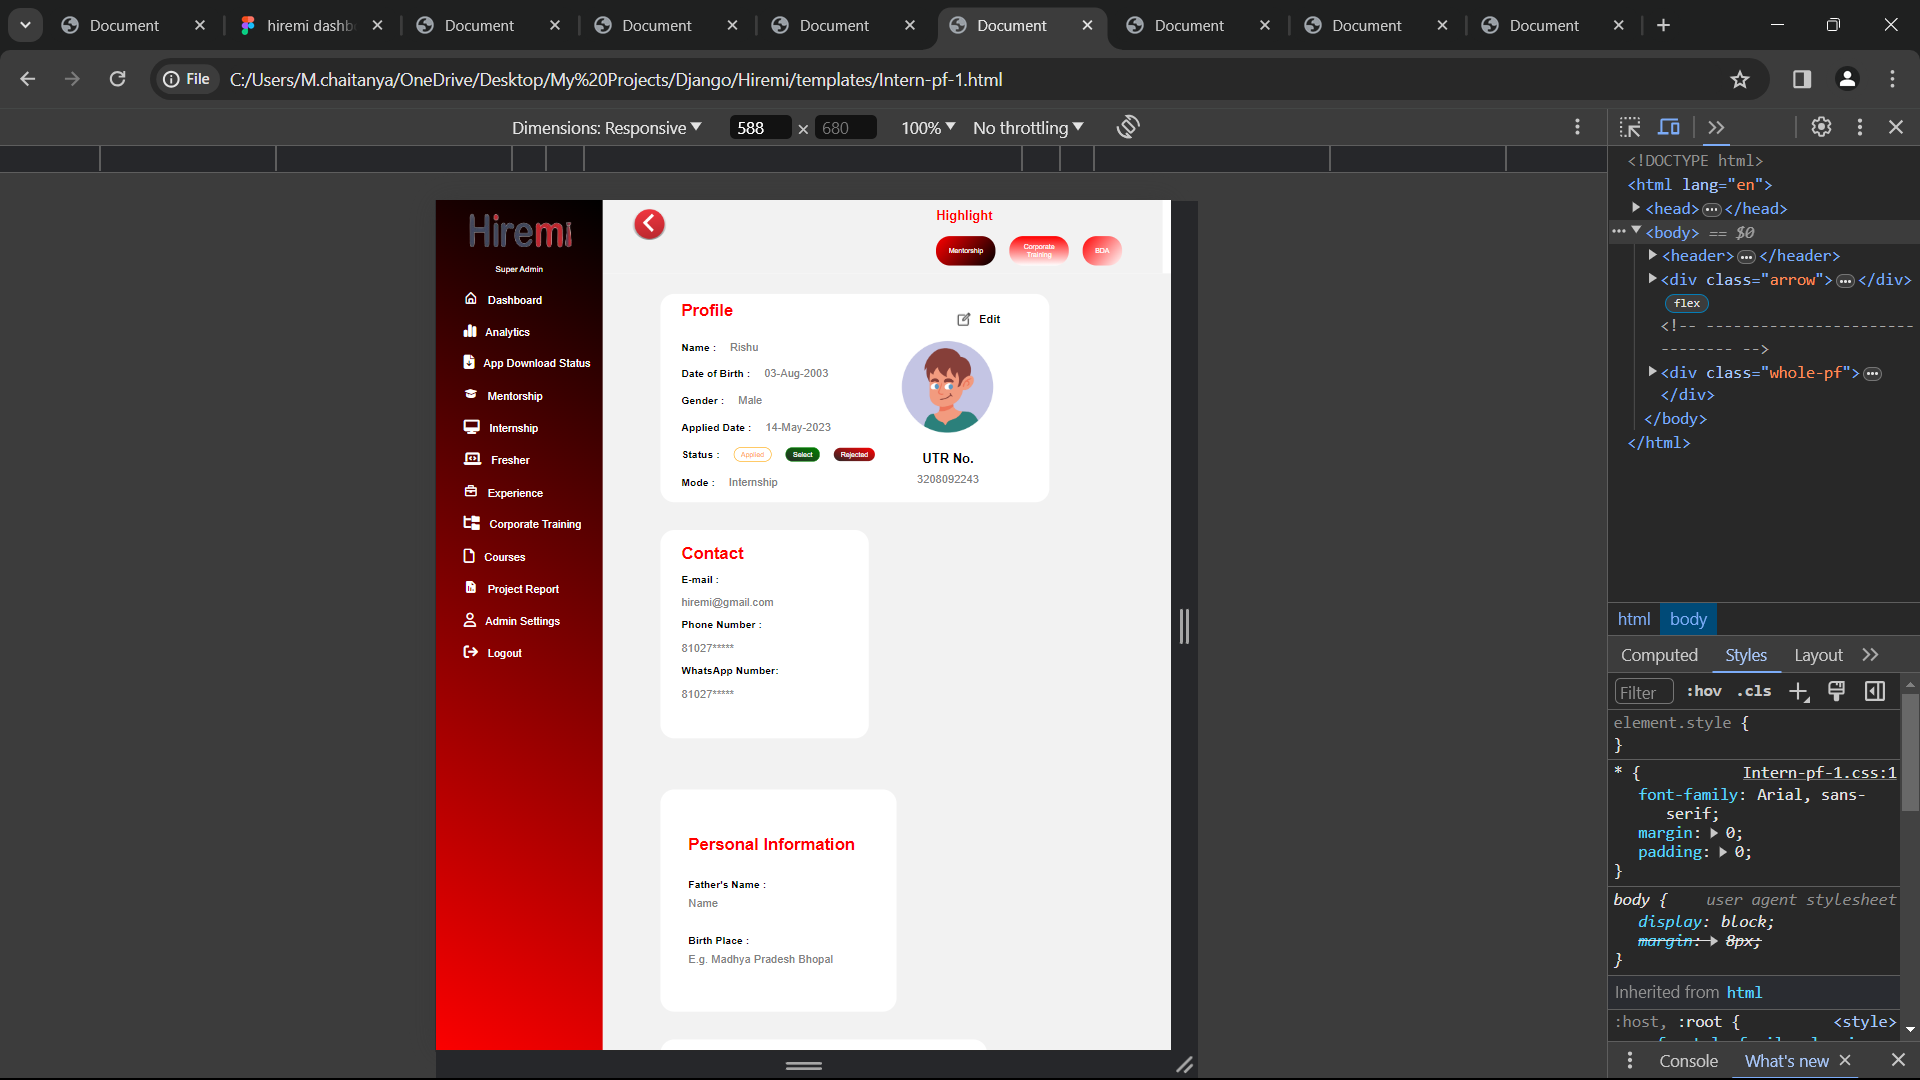 Document
hiremi dashb
Document
Document
Document
Document
Document
Document
Document
File
C:/Users/M.chaitanya/OneDrive/Desktop/My%20Projects/Django/Hiremi/templates/Intern-pf-1.html
Dimensions: Responsive
588 × 680
100%
No throttling
Hiremi
Super Admin
Dashboard
Analytics
App Download Status
Mentorship
Internship
Fresher
Experience
Corporate Training
Courses
Project Report
Admin Settings
Logout
Highlight
Mentorship
Corporate
Training
BDA
Profile
Edit
Name : Rishu
Date of Birth : 03-Aug-2003
Gender : Male
Applied Date : 14-May-2023
Status : Applied Select Rejected
Mode : Internship
UTR No.
3208092243
Contact
E-mail :
hiremi@gmail.com
Phone Number :
81027*****
WhatsApp Number:
81027*****
Personal Information
Father's Name :
Name
Birth Place :
E.g. Madhya Pradesh Bhopal
<!DOCTYPE html>
<html lang="en">
<head>…</head>
<body> == $0
<header>…</header>
<div class="arrow">…</div>
flex
<!-- -----------------------
-------- -->
<div class="whole-pf">…
</div>
</body>
</html>
html body
Computed Styles Layout
Filter :hov .cls
element.style {
}
* { Intern-pf-1.css:1
font-family: Arial, sans-
serif;
margin: 0;
padding: 0;
}
body { user agent stylesheet
display: block;
margin: 8px;
}
Inherited from html
:host, :root { <style>
Console What's new